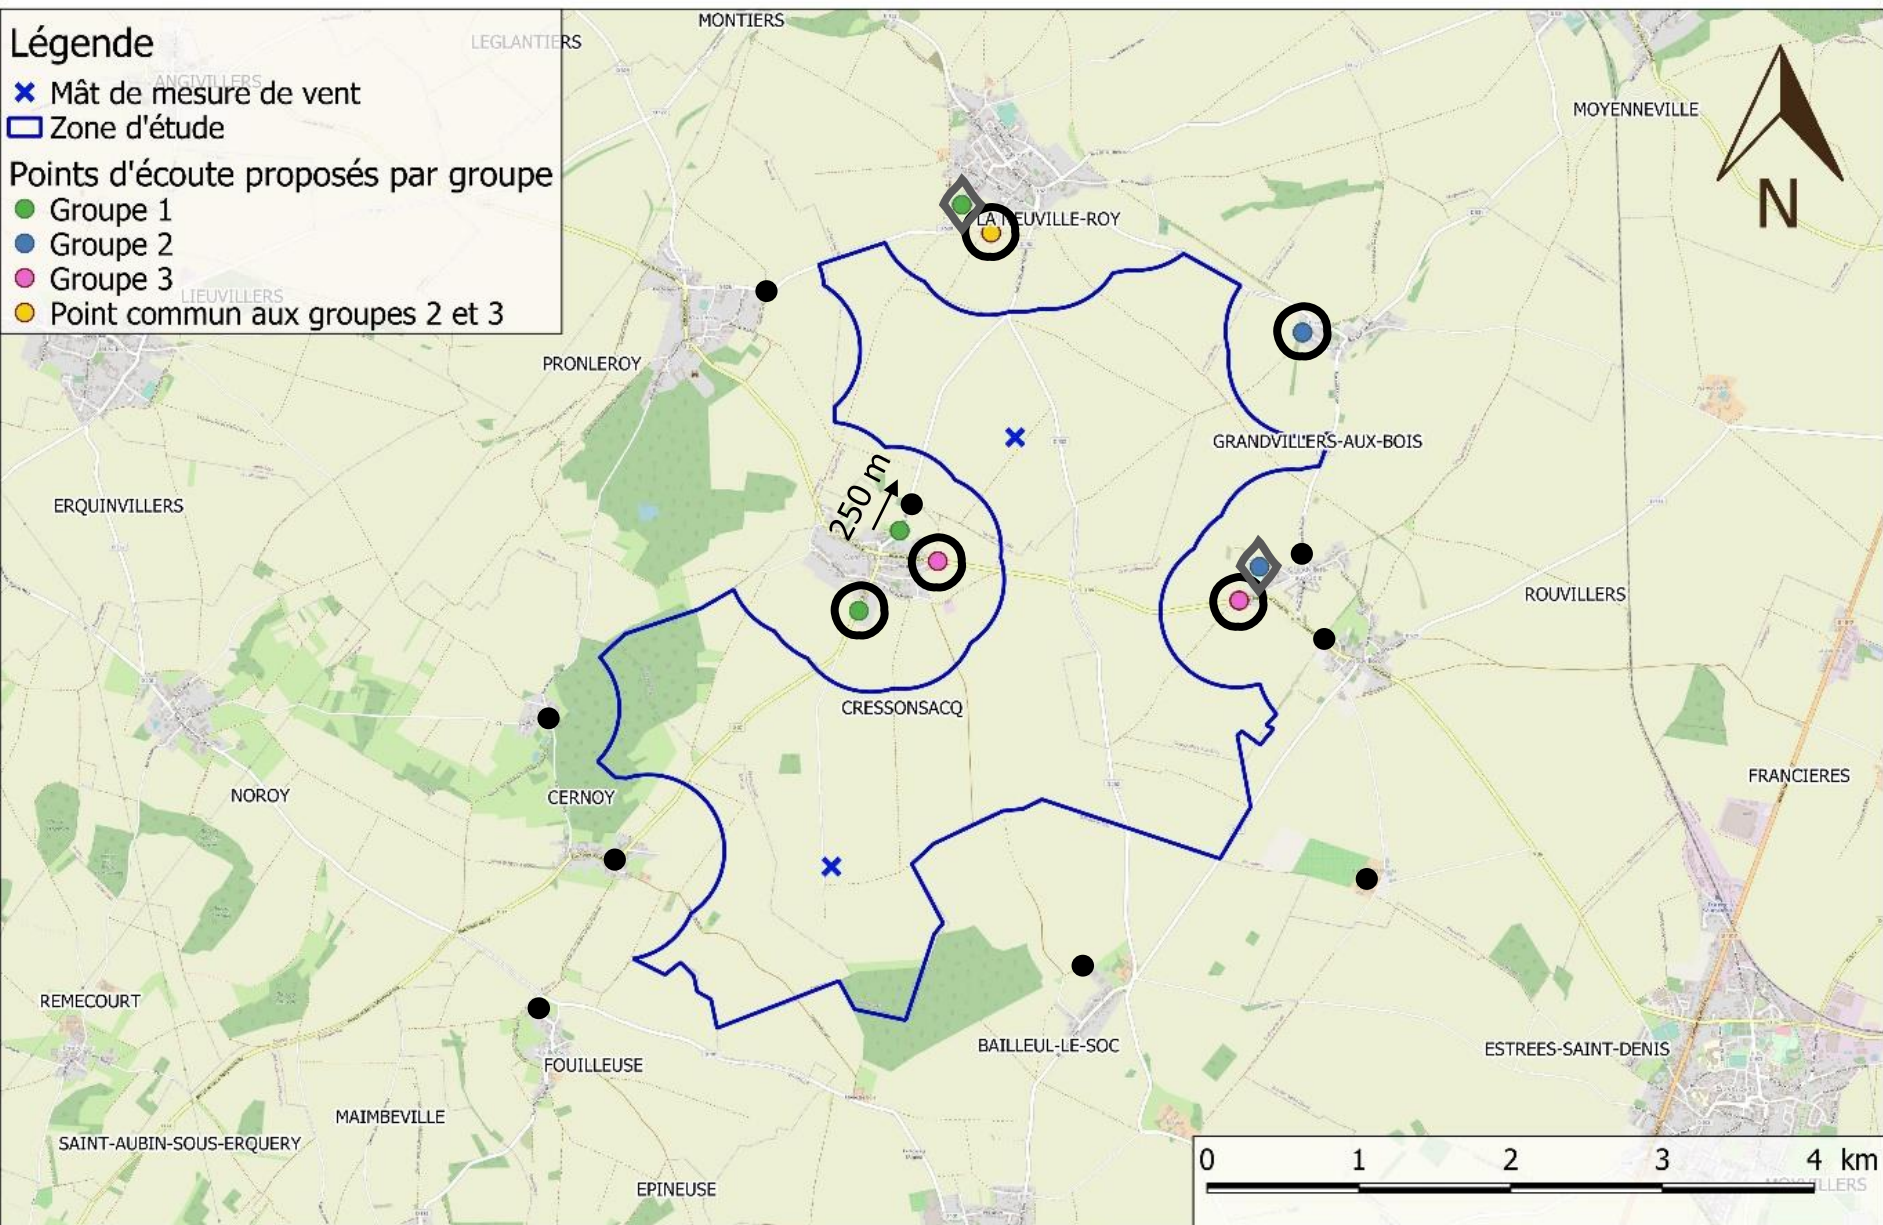 Légende
Mât de mesure de vent
Zone d'étude
Points d'écoute proposés par groupe
Groupe 1
Groupe 2
Groupe 3
Point commun aux groupes 2 et 3
MONTIERS
LEGLANTIERS
ANGIVILLERS
MOYENNEVILLE
N
LA NEUVILLE-ROY
LIEUVILLERS
PRONLEROY
GRANDVILLERS-AUX-BOIS
250 m
ERQUINVILLERS
ROUVILLERS
CRESSONSACQ
FRANCIERES
NOROY
CERNOY
REMECOURT
BAILLEUL-LE-SOC
ESTREES-SAINT-DENIS
FOUILLEUSE
MAIMBEVILLE
SAINT-AUBIN-SOUS-ERQUERY
EPINEUSE
0 1 2 3 4 km
MOYVILLERS